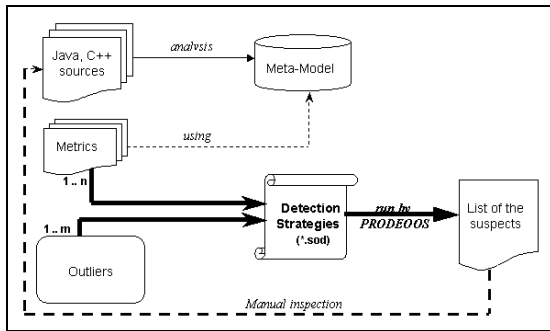 Java, C++
sources
analysis
Meta-Model
Metrics
using
1.. n
Detection
Strategies
(*.sod)
run by
PRODEOOS
List of the
suspects
1.. m
Outliers
Manual inspection